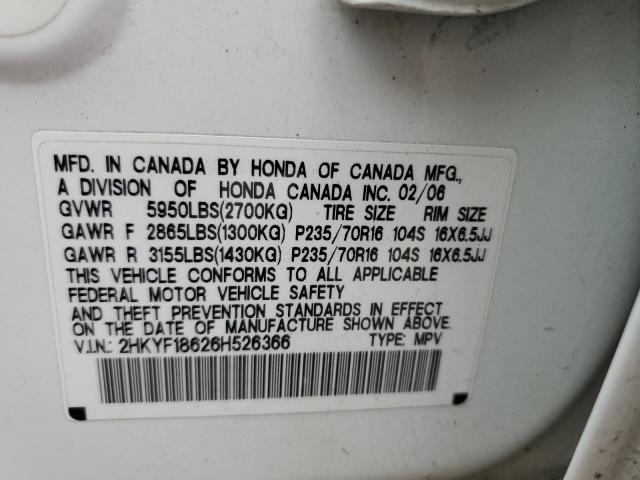 MFD. IN CANADA BY HONDA OF CANADA MFG.,
A DIVISION OF HONDA CANADA INC. 02/06
GVWR 5950LBS(2700KG) TIRE SIZE RIM SIZE
GAWR F 2865LBS(1300KG) P235/70R16 104S 16X6.5JJ
GAWR R 3155LBS(1430KG) P235/70R16 104S 16X6.5JJ
THIS VEHICLE CONFORMS TO ALL APPLICABLE
FEDERAL MOTOR VEHICLE SAFETY
AND THEFT PREVENTION STANDARDS IN EFFECT
ON THE DATE OF MANUFACTURE SHOWN ABOVE.
V.I.N.: 2HKYF18626H526366 TYPE: MPV